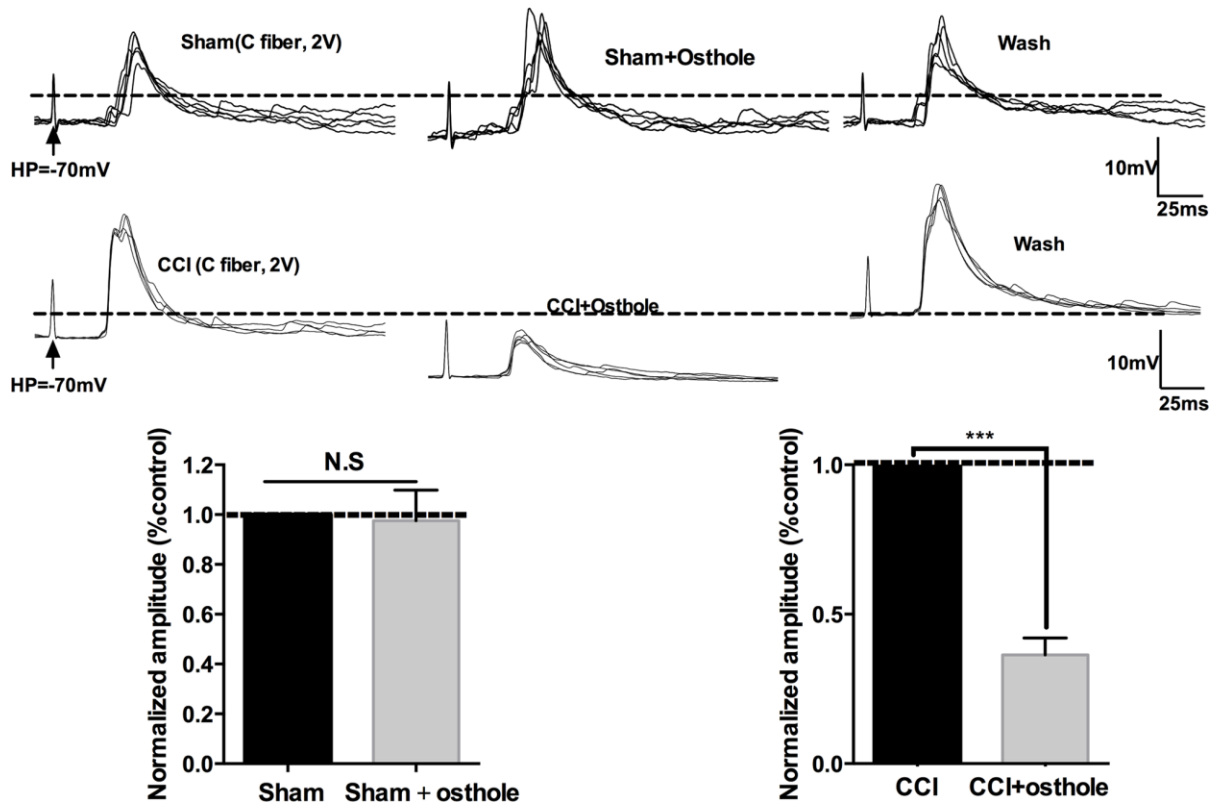 Sham(C fiber, 2V)
Sham+Osthole
Wash
HP=-70mV
10mV
25ms
CCI (C fiber, 2V)
CCI+Osthole
Wash
HP=-70mV
10mV
25ms
Normalized amplitude (%control)
1.2
1.0
0.8
0.6
0.4
0.2
0.0
N.S
Sham
Sham + osthole
Normalized amplitude (%control)
1.0
0.5
0.0
***
CCI
CCI+osthole